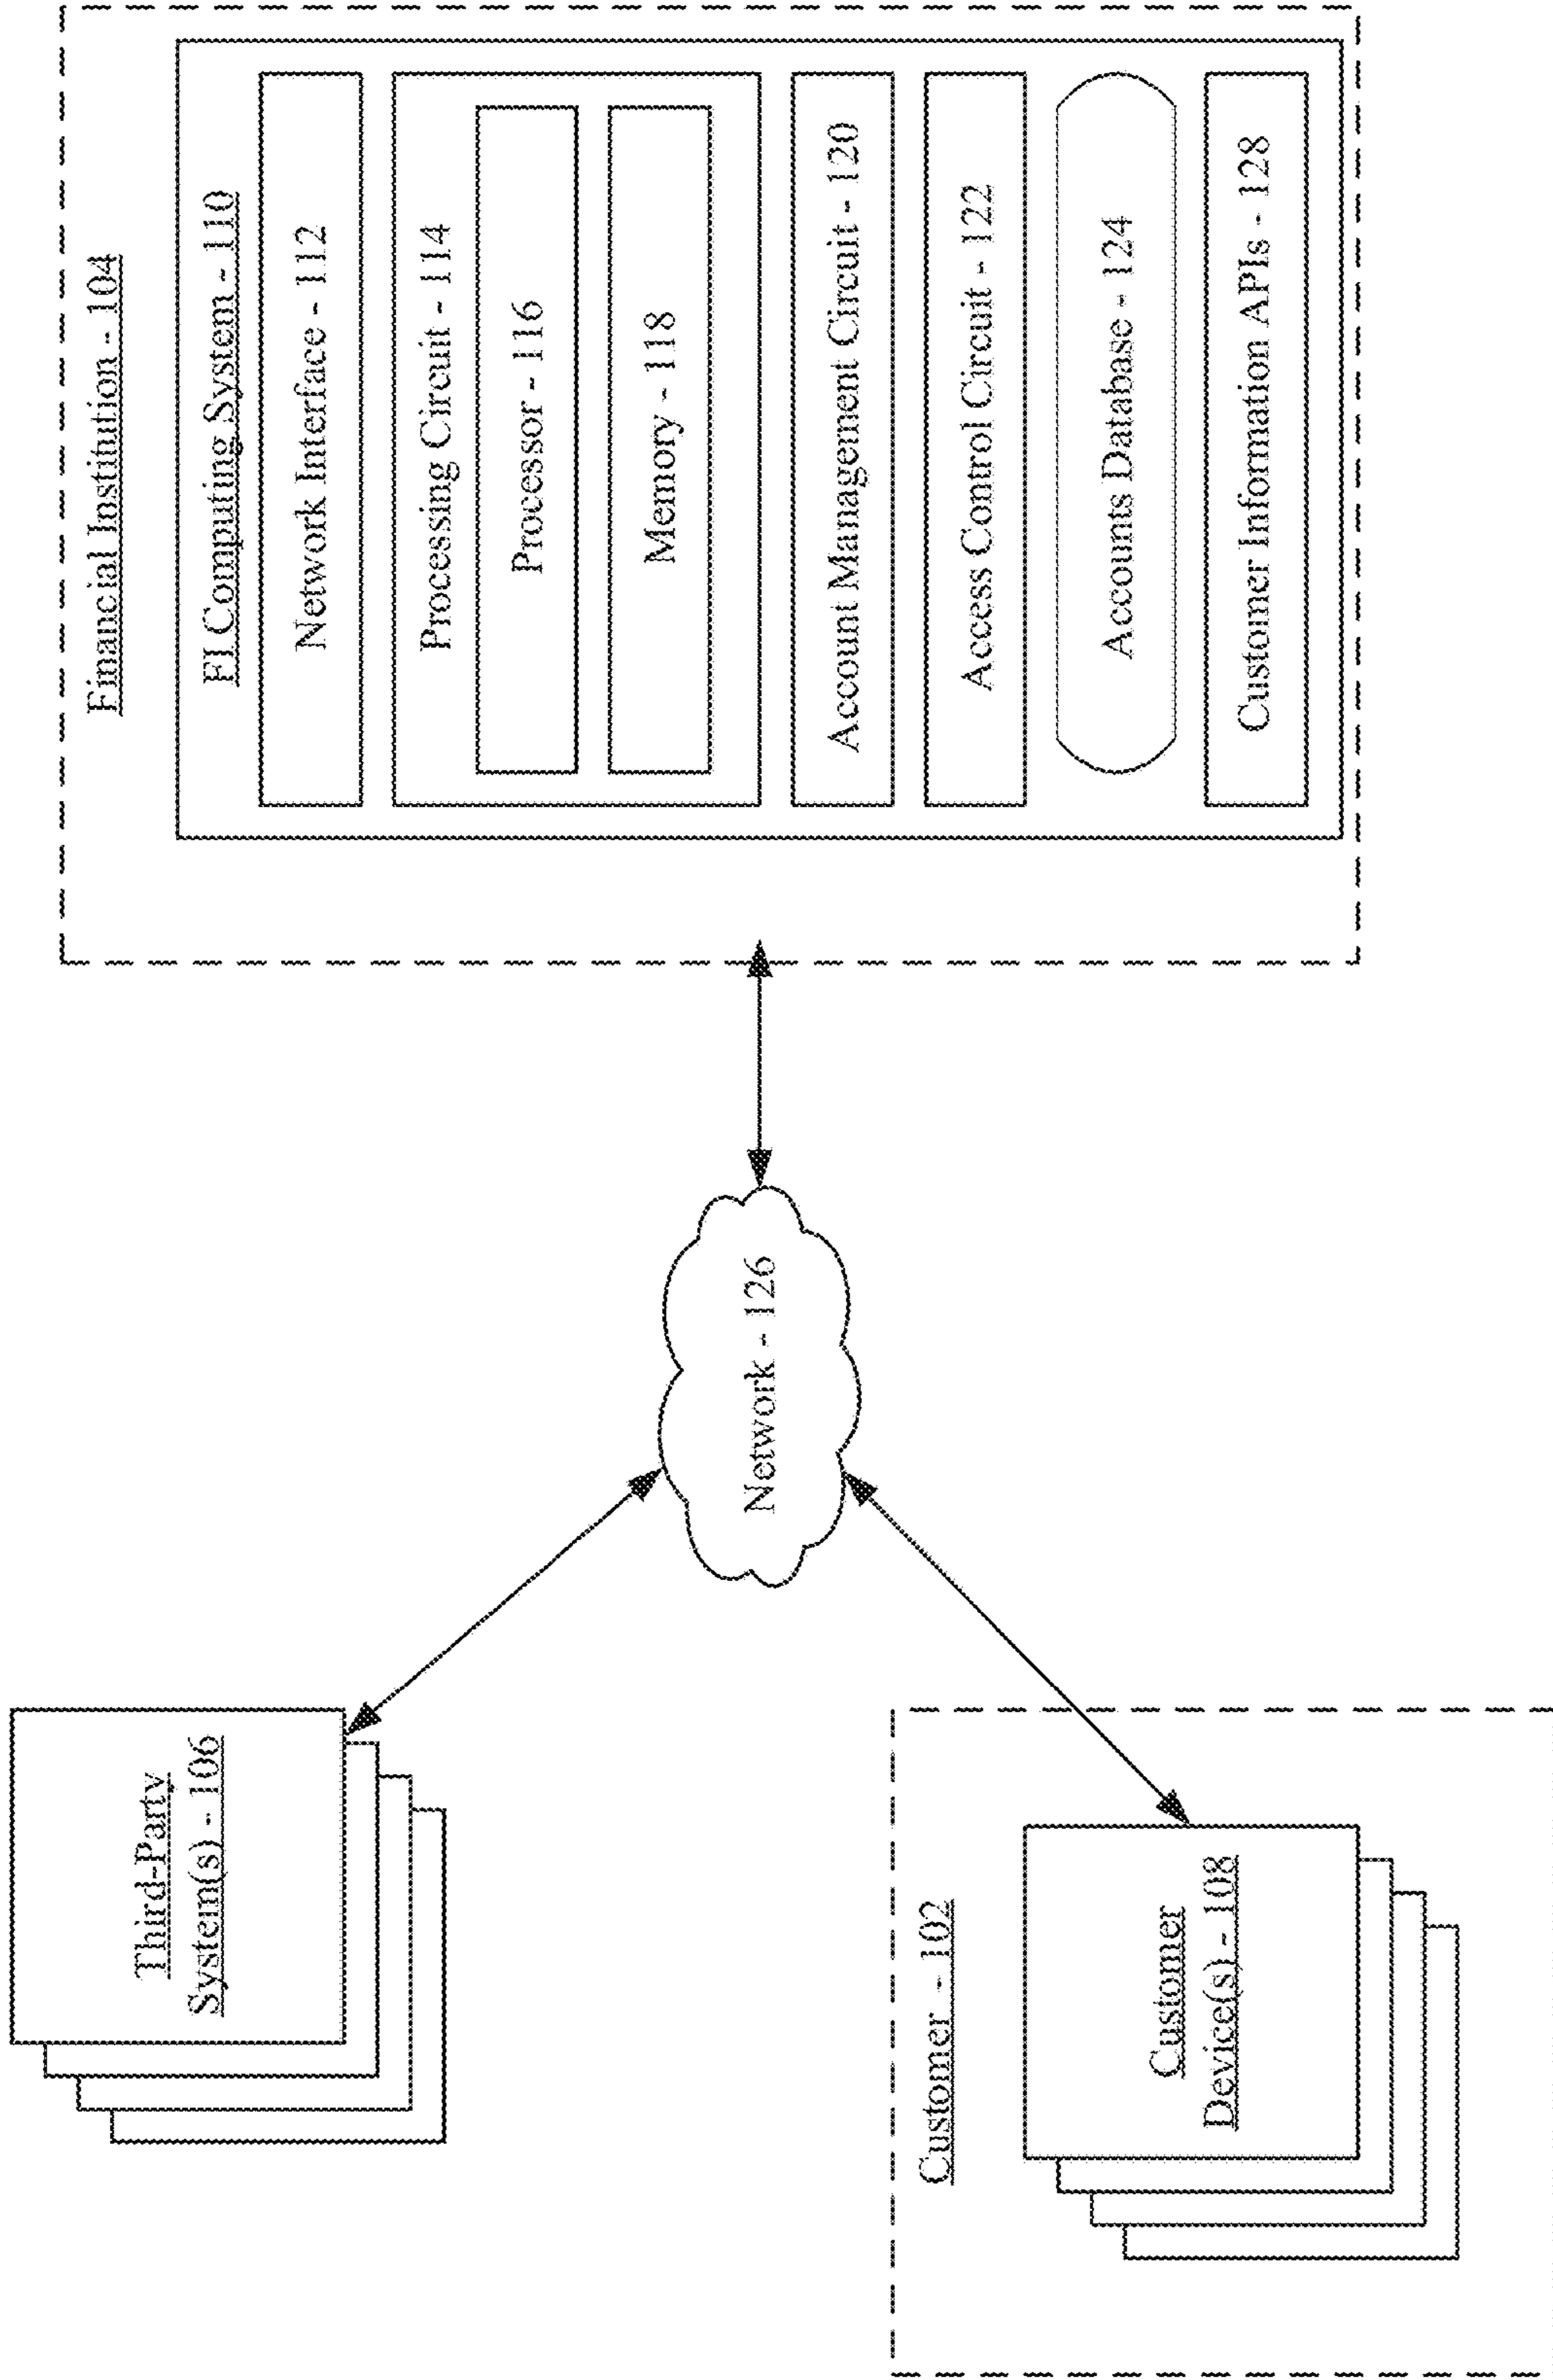 Third-Party
System(s) - 106
Customer - 102
Customer
Device(s) - 108
Network - 126
Financial Institution - 104
FI Computing System - 110
Network Interface - 112
Processing Circuit - 114
Processor - 116
Memory - 118
Account Management Circuit - 120
Access Control Circuit - 122
Accounts Database - 124
Customer Information APIs - 128